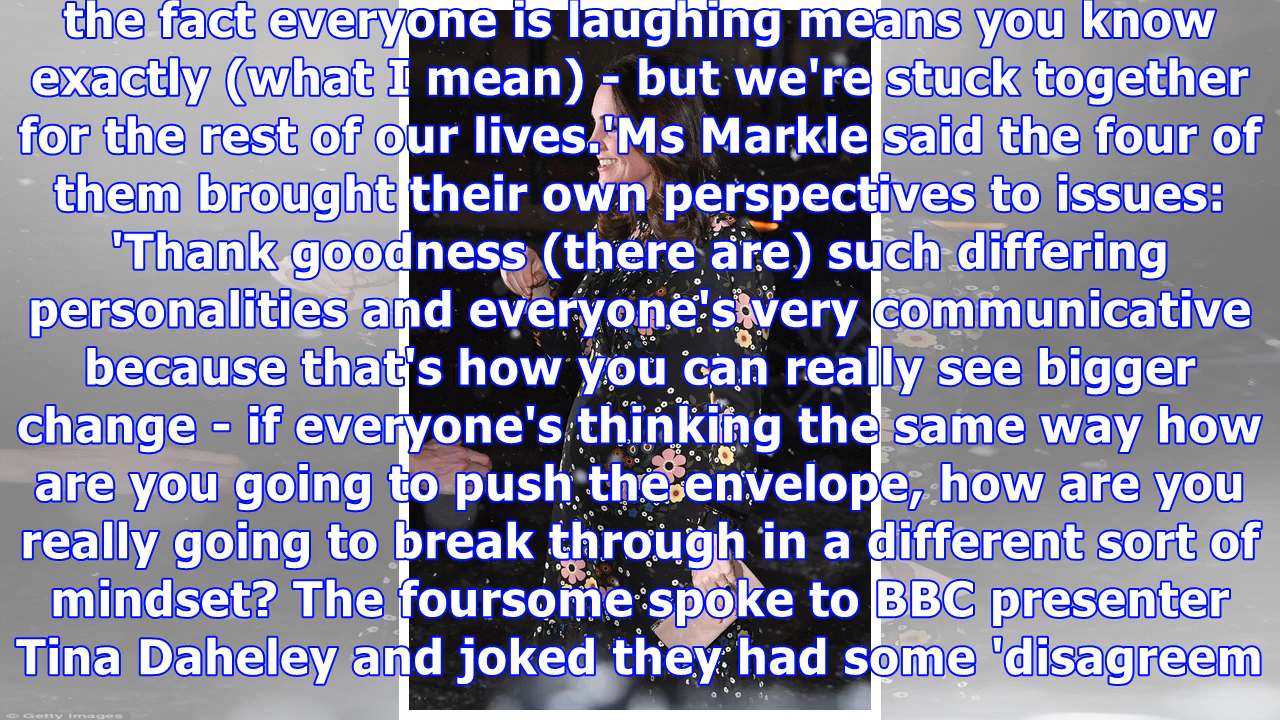 the fact everyone is laughing means you know
exactly (what I mean) - but we're stuck together
for the rest of our lives.'Ms Markle said the four of
them brought their own perspectives to issues:
'Thank goodness (there are) such differing
personalities and everyone's very communicative
because that's how you can really see bigger
change - if everyone's thinking the same way how
are you going to push the envelope, how are you
really going to break through in a different sort of
mindset? The foursome spoke to BBC presenter
Tina Daheley and joked they had some 'disagreem
© Getty Images